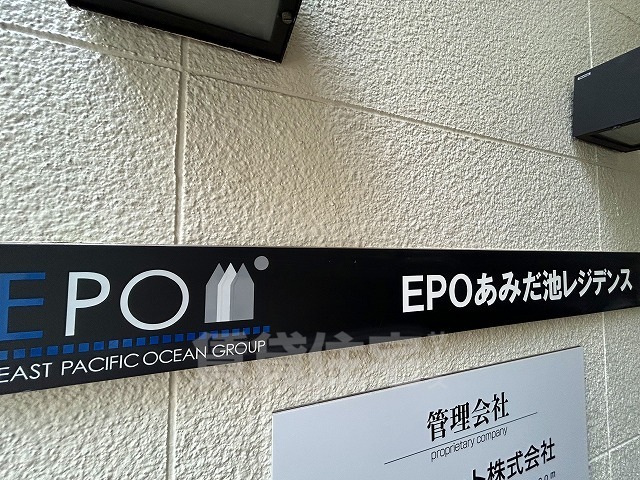 EPO
EAST PACIFIC OCEAN GROUP
EPOあみだ池レジデンス
管理会社
proprietary company
ト株式会社